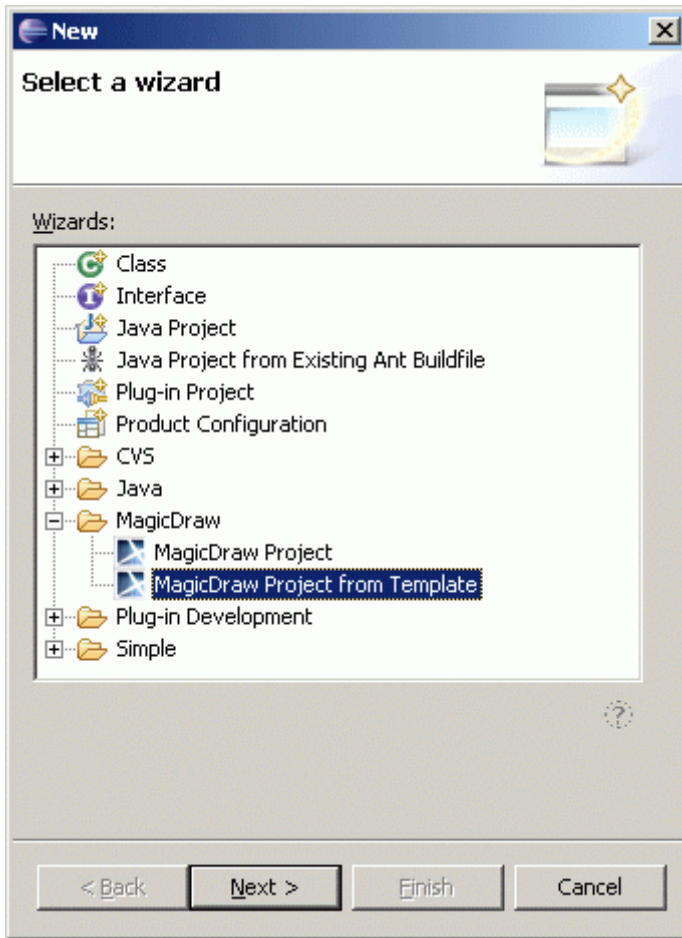 New
Select a wizard
Wizards:
Class
Interface
Java Project
Java Project from Existing Ant Buildfile
Plug-in Project
Product Configuration
CVS
Java
MagicDraw
MagicDraw Project
MagicDraw Project from Template
Plug-in Development
Simple
?
< Back Next > Finish Cancel